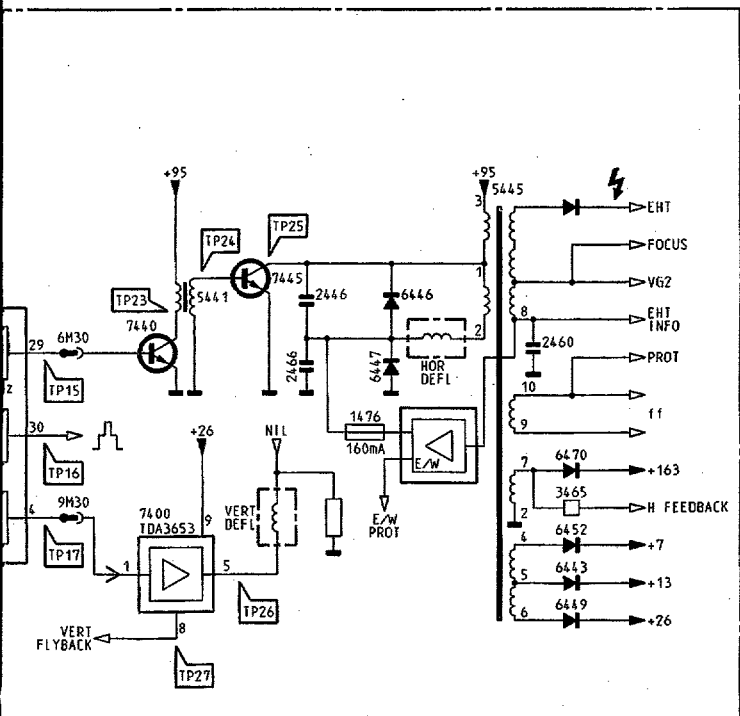 +95
+95
3
5445
EHT
TP25
TP24
FOCUS
7445
1
TP23
5441
2446
6446
VG2
7440
8
EHT
INFO
29
6M30
2
2460
2466
6447
HOR
DEFL
PROT
10
TP15
2
1476
ff
30
+26
NIL
160mA
9
E/W
TP16
7
6470
+163
VERT
DEFL
3465
H FEEDBACK
4
9M30
7400
TDA3653
9
E/W
PROT
2
4
6452
+7
TP17
1
5
5
6443
+13
TP26
6
6449
+26
8
VERT
FLYBACK
TP27